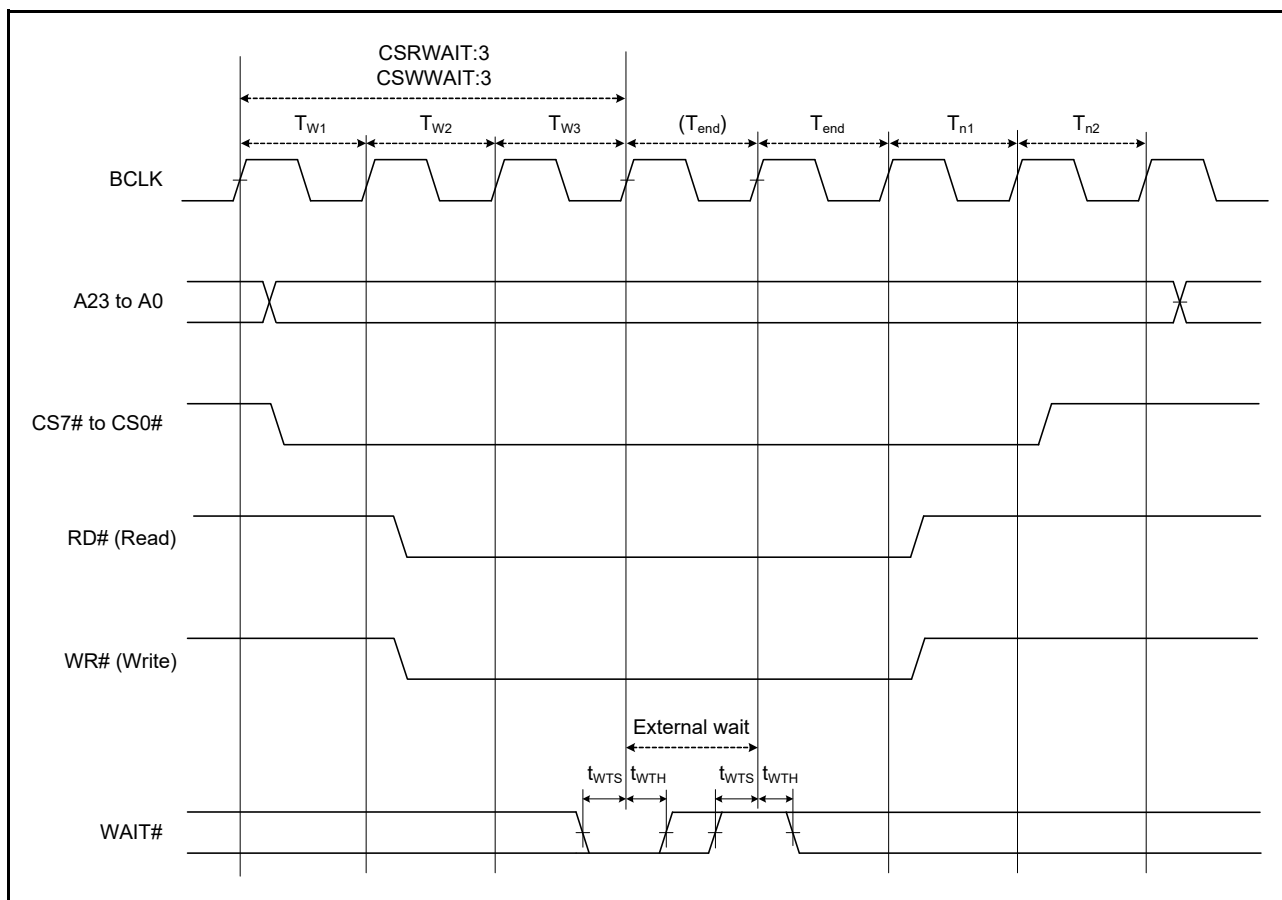 CSRWAIT:3
CSWWAIT:3
TW1 TW2 TW3 (Tend) Tend Tn1 Tn2
BCLK
A23 to A0
CS7# to CS0#
RD# (Read)
WR# (Write)
External wait
tWTS tWTH tWTS tWTH
WAIT#